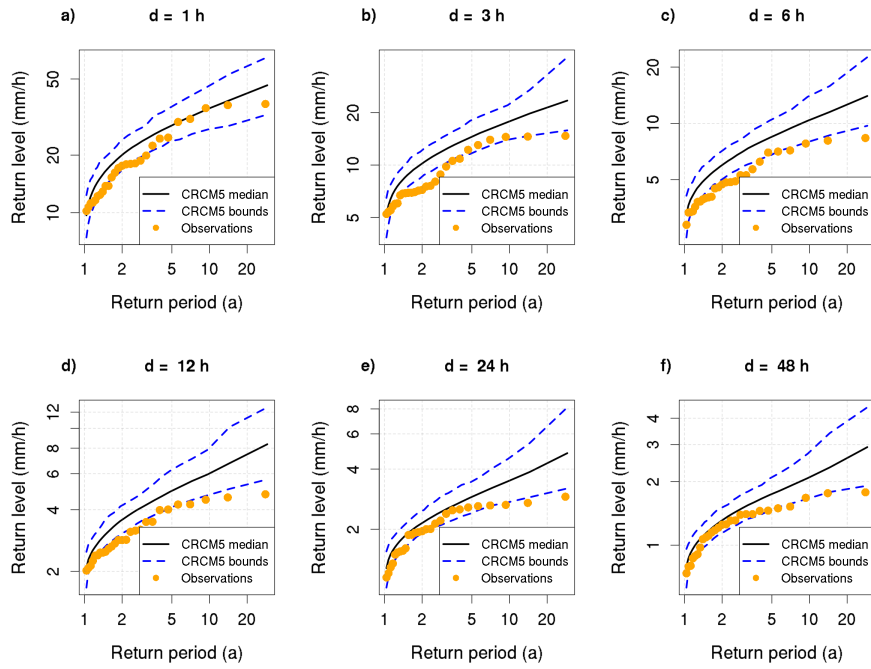 a) d = 1 h
Return level (mm/h)
50
20
10
CRCM5 median
CRCM5 bounds
Observations
1 2 5 10 20
Return period (a)
b) d = 3 h
Return level (mm/h)
20
10
5
CRCM5 median
CRCM5 bounds
Observations
1 2 5 10 20
Return period (a)
c) d = 6 h
Return level (mm/h)
20
10
5
CRCM5 median
CRCM5 bounds
Observations
1 2 5 10 20
Return period (a)
d) d = 12 h
Return level (mm/h)
12
8
6
4
2
CRCM5 median
CRCM5 bounds
Observations
1 2 5 10 20
Return period (a)
e) d = 24 h
Return level (mm/h)
8
6
4
2
CRCM5 median
CRCM5 bounds
Observations
1 2 5 10 20
Return period (a)
f) d = 48 h
Return level (mm/h)
4
3
2
1
CRCM5 median
CRCM5 bounds
Observations
1 2 5 10 20
Return period (a)